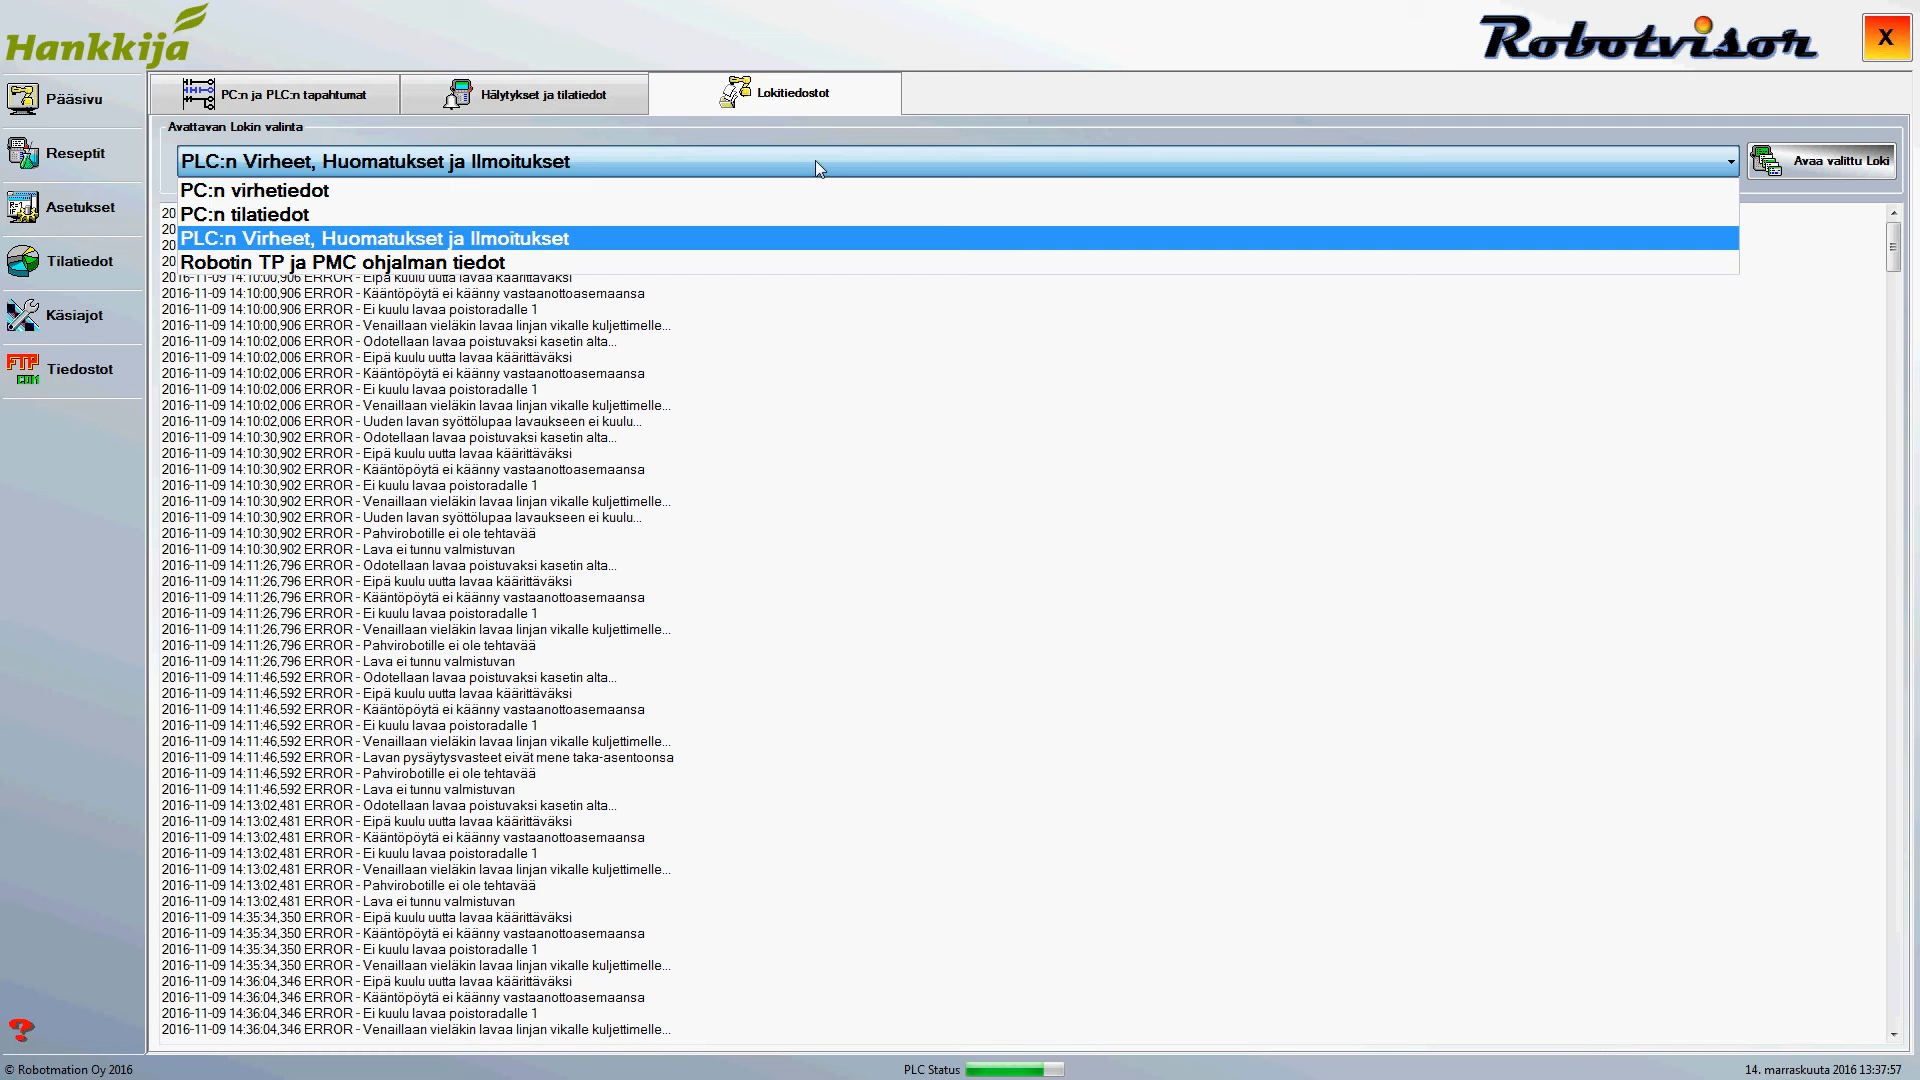 Hankkija
Robotvisor
X
Pääsivu
Reseptit
Asetukset
Tilatiedot
Käsiajot
FTP
COM
Tiedostot
PC:n ja PLC:n tapahtumat
Hälytykset ja tilatiedot
Lokitiedostot
Avattavan Lokin valinta
PLC:n Virheet, Huomatukset ja Ilmoitukset
Avaa valittu Loki
PC:n virhetiedot
PC:n tilatiedot
PLC:n Virheet, Huomatukset ja Ilmoitukset
Robotin TP ja PMC ohjalman tiedot
20
20
20
20
2016-11-09 14:10:00,906 ERROR - Eipä kuulu uutta lavaa käärittäväksi
2016-11-09 14:10:00,906 ERROR - Kääntöpöytä ei käänny vastaanottoasemaansa
2016-11-09 14:10:00,906 ERROR - Ei kuulu lavaa poistoradalle 1
2016-11-09 14:10:00,906 ERROR - Venaillaan vieläkin lavaa linjan vikalle kuljettimelle...
2016-11-09 14:10:02,006 ERROR - Odotellaan lavaa poistuvaksi kasetin alta...
2016-11-09 14:10:02,006 ERROR - Eipä kuulu uutta lavaa käärittäväksi
2016-11-09 14:10:02,006 ERROR - Kääntöpöytä ei käänny vastaanottoasemaansa
2016-11-09 14:10:02,006 ERROR - Ei kuulu lavaa poistoradalle 1
2016-11-09 14:10:02,006 ERROR - Venaillaan vieläkin lavaa linjan vikalle kuljettimelle...
2016-11-09 14:10:02,006 ERROR - Uuden lavan syöttölupaa lavaukseen ei kuulu...
2016-11-09 14:10:30,902 ERROR - Odotellaan lavaa poistuvaksi kasetin alta...
2016-11-09 14:10:30,902 ERROR - Eipä kuulu uutta lavaa käärittäväksi
2016-11-09 14:10:30,902 ERROR - Kääntöpöytä ei käänny vastaanottoasemaansa
2016-11-09 14:10:30,902 ERROR - Ei kuulu lavaa poistoradalle 1
2016-11-09 14:10:30,902 ERROR - Venaillaan vieläkin lavaa linjan vikalle kuljettimelle...
2016-11-09 14:10:30,902 ERROR - Uuden lavan syöttölupaa lavaukseen ei kuulu...
2016-11-09 14:10:30,902 ERROR - Pahvirobotille ei ole tehtavää
2016-11-09 14:10:30,902 ERROR - Lava ei tunnu valmistuvan
2016-11-09 14:11:26,796 ERROR - Odotellaan lavaa poistuvaksi kasetin alta...
2016-11-09 14:11:26,796 ERROR - Eipä kuulu uutta lavaa käärittäväksi
2016-11-09 14:11:26,796 ERROR - Kääntöpöytä ei käänny vastaanottoasemaansa
2016-11-09 14:11:26,796 ERROR - Ei kuulu lavaa poistoradalle 1
2016-11-09 14:11:26,796 ERROR - Venaillaan vieläkin lavaa linjan vikalle kuljettimelle...
2016-11-09 14:11:26,796 ERROR - Pahvirobotille ei ole tehtavää
2016-11-09 14:11:26,796 ERROR - Lava ei tunnu valmistuvan
2016-11-09 14:11:46,592 ERROR - Odotellaan lavaa poistuvaksi kasetin alta...
2016-11-09 14:11:46,592 ERROR - Eipä kuulu uutta lavaa käärittäväksi
2016-11-09 14:11:46,592 ERROR - Kääntöpöytä ei käänny vastaanottoasemaansa
2016-11-09 14:11:46,592 ERROR - Ei kuulu lavaa poistoradalle 1
2016-11-09 14:11:46,592 ERROR - Venaillaan vieläkin lavaa linjan vikalle kuljettimelle...
2016-11-09 14:11:46,592 ERROR - Lavan pysäytysvasteet eivät mene taka-asentoonsa
2016-11-09 14:11:46,592 ERROR - Pahvirobotille ei ole tehtavää
2016-11-09 14:11:46,592 ERROR - Lava ei tunnu valmistuvan
2016-11-09 14:13:02,481 ERROR - Odotellaan lavaa poistuvaksi kasetin alta...
2016-11-09 14:13:02,481 ERROR - Eipä kuulu uutta lavaa käärittäväksi
2016-11-09 14:13:02,481 ERROR - Kääntöpöytä ei käänny vastaanottoasemaansa
2016-11-09 14:13:02,481 ERROR - Ei kuulu lavaa poistoradalle 1
2016-11-09 14:13:02,481 ERROR - Venaillaan vieläkin lavaa linjan vikalle kuljettimelle...
2016-11-09 14:13:02,481 ERROR - Pahvirobotille ei ole tehtavää
2016-11-09 14:13:02,481 ERROR - Lava ei tunnu valmistuvan
2016-11-09 14:35:34,350 ERROR - Eipä kuulu uutta lavaa käärittäväksi
2016-11-09 14:35:34,350 ERROR - Kääntöpöytä ei käänny vastaanottoasemaansa
2016-11-09 14:35:34,350 ERROR - Ei kuulu lavaa poistoradalle 1
2016-11-09 14:35:34,350 ERROR - Venaillaan vieläkin lavaa linjan vikalle kuljettimelle...
2016-11-09 14:36:04,346 ERROR - Eipä kuulu uutta lavaa käärittäväksi
2016-11-09 14:36:04,346 ERROR - Kääntöpöytä ei käänny vastaanottoasemaansa
2016-11-09 14:36:04,346 ERROR - Ei kuulu lavaa poistoradalle 1
2016-11-09 14:36:04,346 ERROR - Venaillaan vieläkin lavaa linjan vikalle kuljettimelle...
© Robotmation Oy 2016
PLC Status
14. marraskuuta 2016 13:37:57